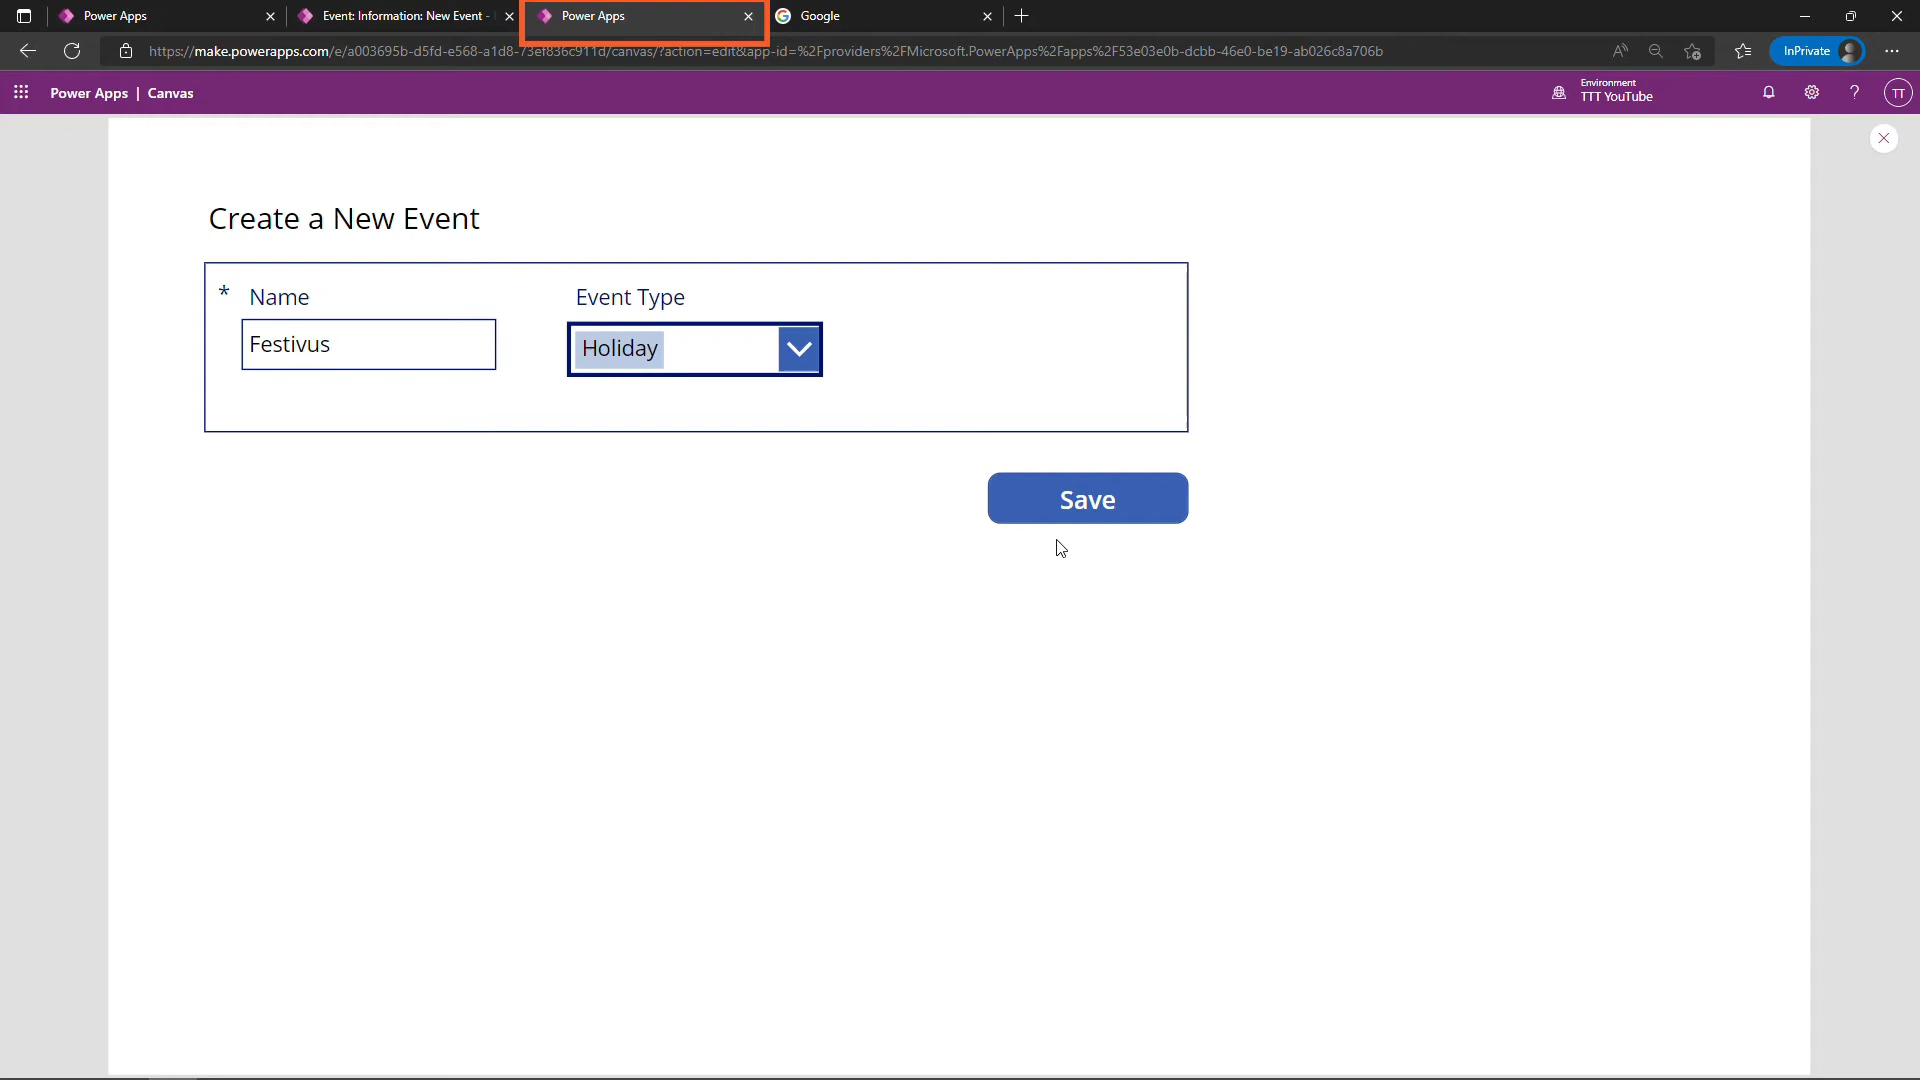 Power Apps
Event: Information: New Event -
Power Apps
Google
https://make.powerapps.com/e/a003695b-d5fd-e568-a1d8-73ef836c911d/canvas/?action=edit&app-id=%2Fproviders%2FMicrosoft.PowerApps%2Fapps%2F53e03e0b-dcbb-46e0-be19-ab026c8a706b
InPrivate
Power Apps | Canvas
Environment
TTT YouTube
TT
Create a New Event
* Name
Event Type
Festivus
Holiday
Save